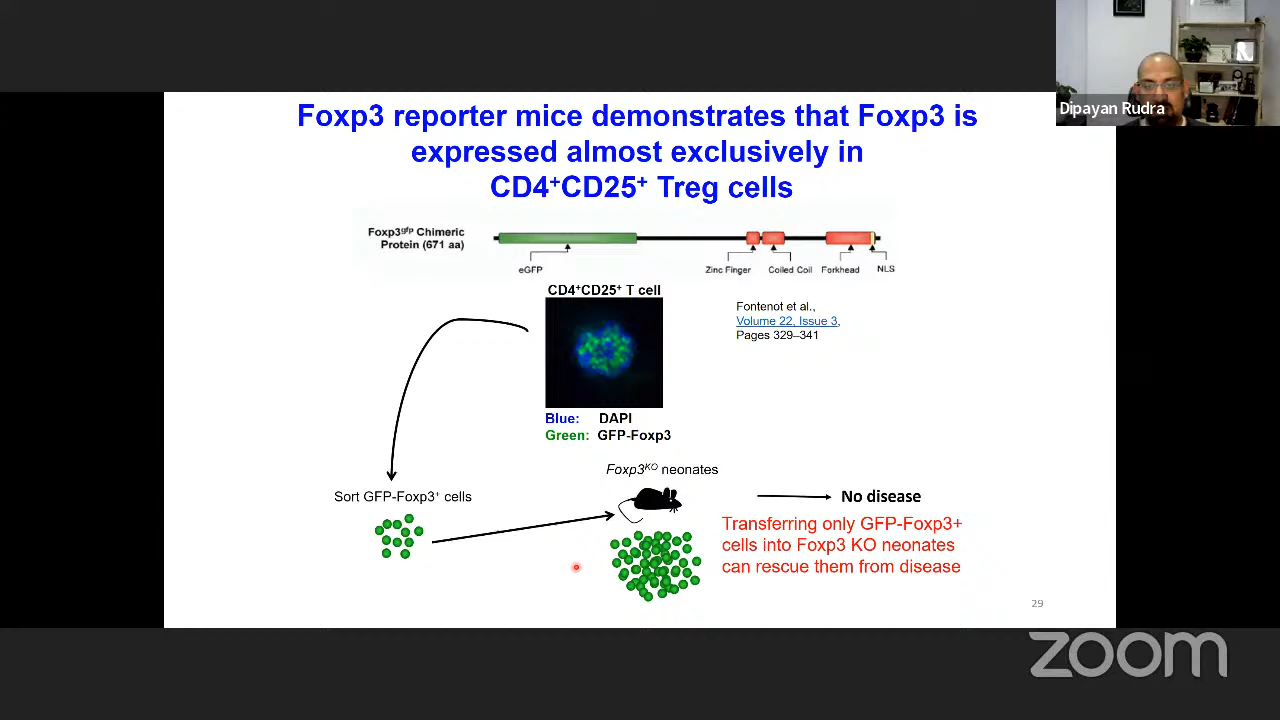 Dipayan Rudra
Foxp3 reporter mice demonstrates that Foxp3 is
expressed almost exclusively in
CD4⁺CD25⁺ Treg cells
Foxp3ᵍᶠᵖ Chimeric
Protein (671 aa)
eGFP
Zinc Finger
Coiled Coil
Forkhead
NLS
CD4⁺CD25⁺ T cell
Fontenot et al.,
Volume 22, Issue 3,
Pages 329–341
Blue: DAPI
Green: GFP-Foxp3
Foxp3ᴷᴼ neonates
Sort GFP-Foxp3⁺ cells
No disease
Transferring only GFP-Foxp3+
cells into Foxp3 KO neonates
can rescue them from disease
29
zoom